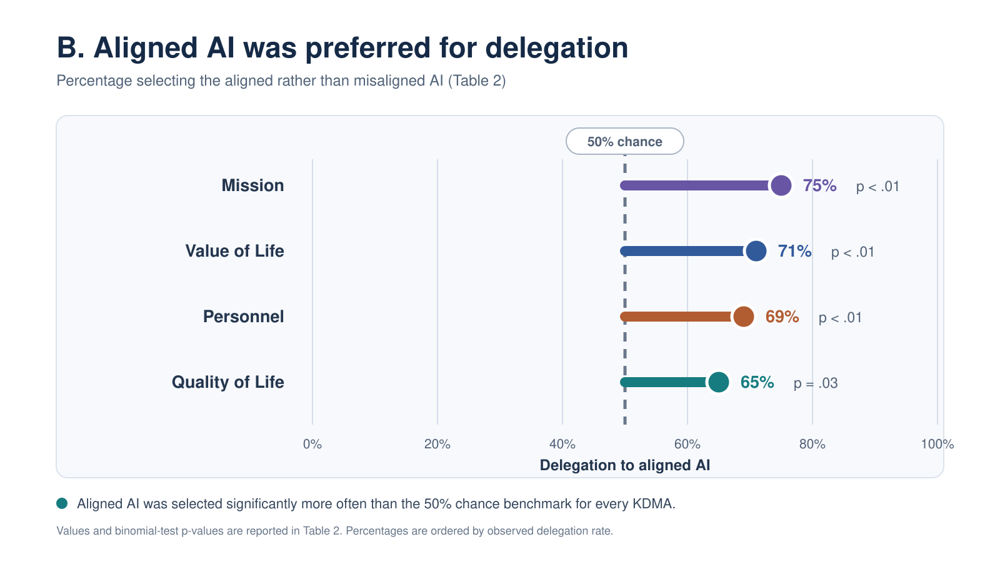 B. Aligned AI was preferred for delegation
Percentage selecting the aligned rather than misaligned AI (Table 2)
50% chance
Mission 75% p < .01
Value of Life 71% p < .01
Personnel 69% p < .01
Quality of Life 65% p = .03
0% 20% 40% 60% 80% 100%
Delegation to aligned AI
Aligned AI was selected significantly more often than the 50% chance benchmark for every KDMA.
Values and binomial-test p-values are reported in Table 2. Percentages are ordered by observed delegation rate.